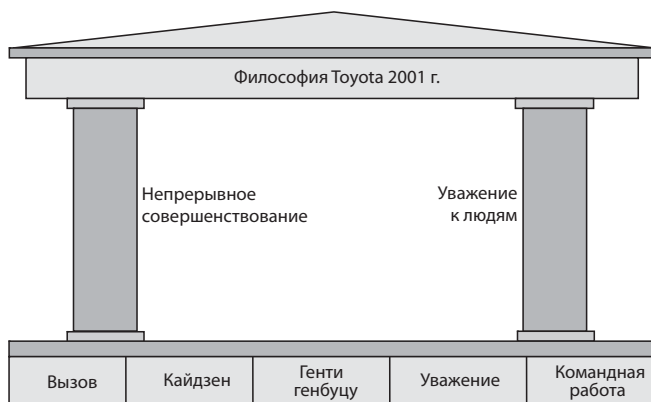 Философия Toyota 2001 г.
Непрерывное
совершенствование
Уважение
к людям
Вызов
Кайдзен
Генти
генбуцу
Уважение
Командная
работа